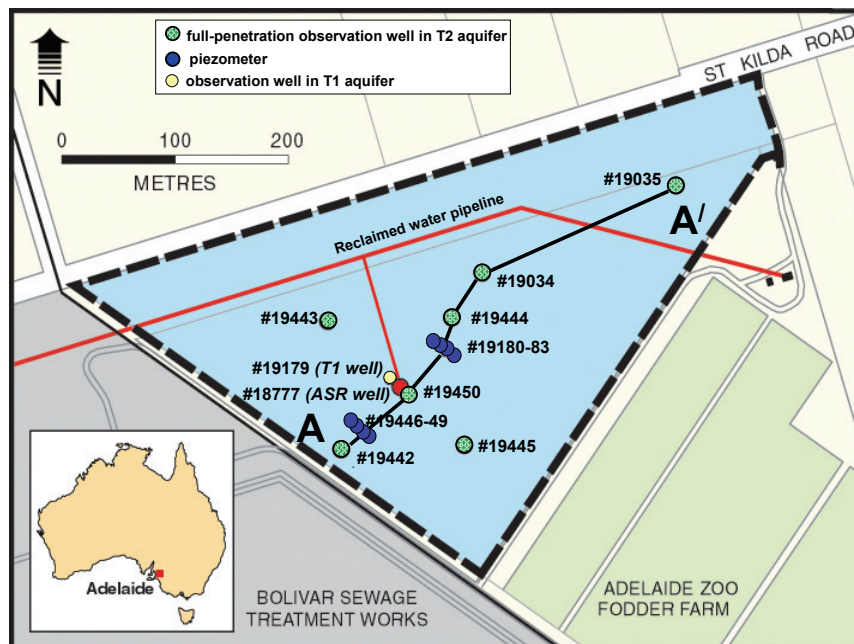 full-penetration observation well in T2 aquifer
piezometer
observation well in T1 aquifer
N
0 100 200
METRES
ST KILDA ROAD
#19035
A/
Reclaimed water pipeline
#19034
#19443
#19444
#19180-83
#19179 (T1 well)
#18777 (ASR well)
#19450
A
#19446-49
#19445
#19442
Adelaide
BOLIVAR SEWAGE
TREATMENT WORKS
ADELAIDE ZOO
FODDER FARM